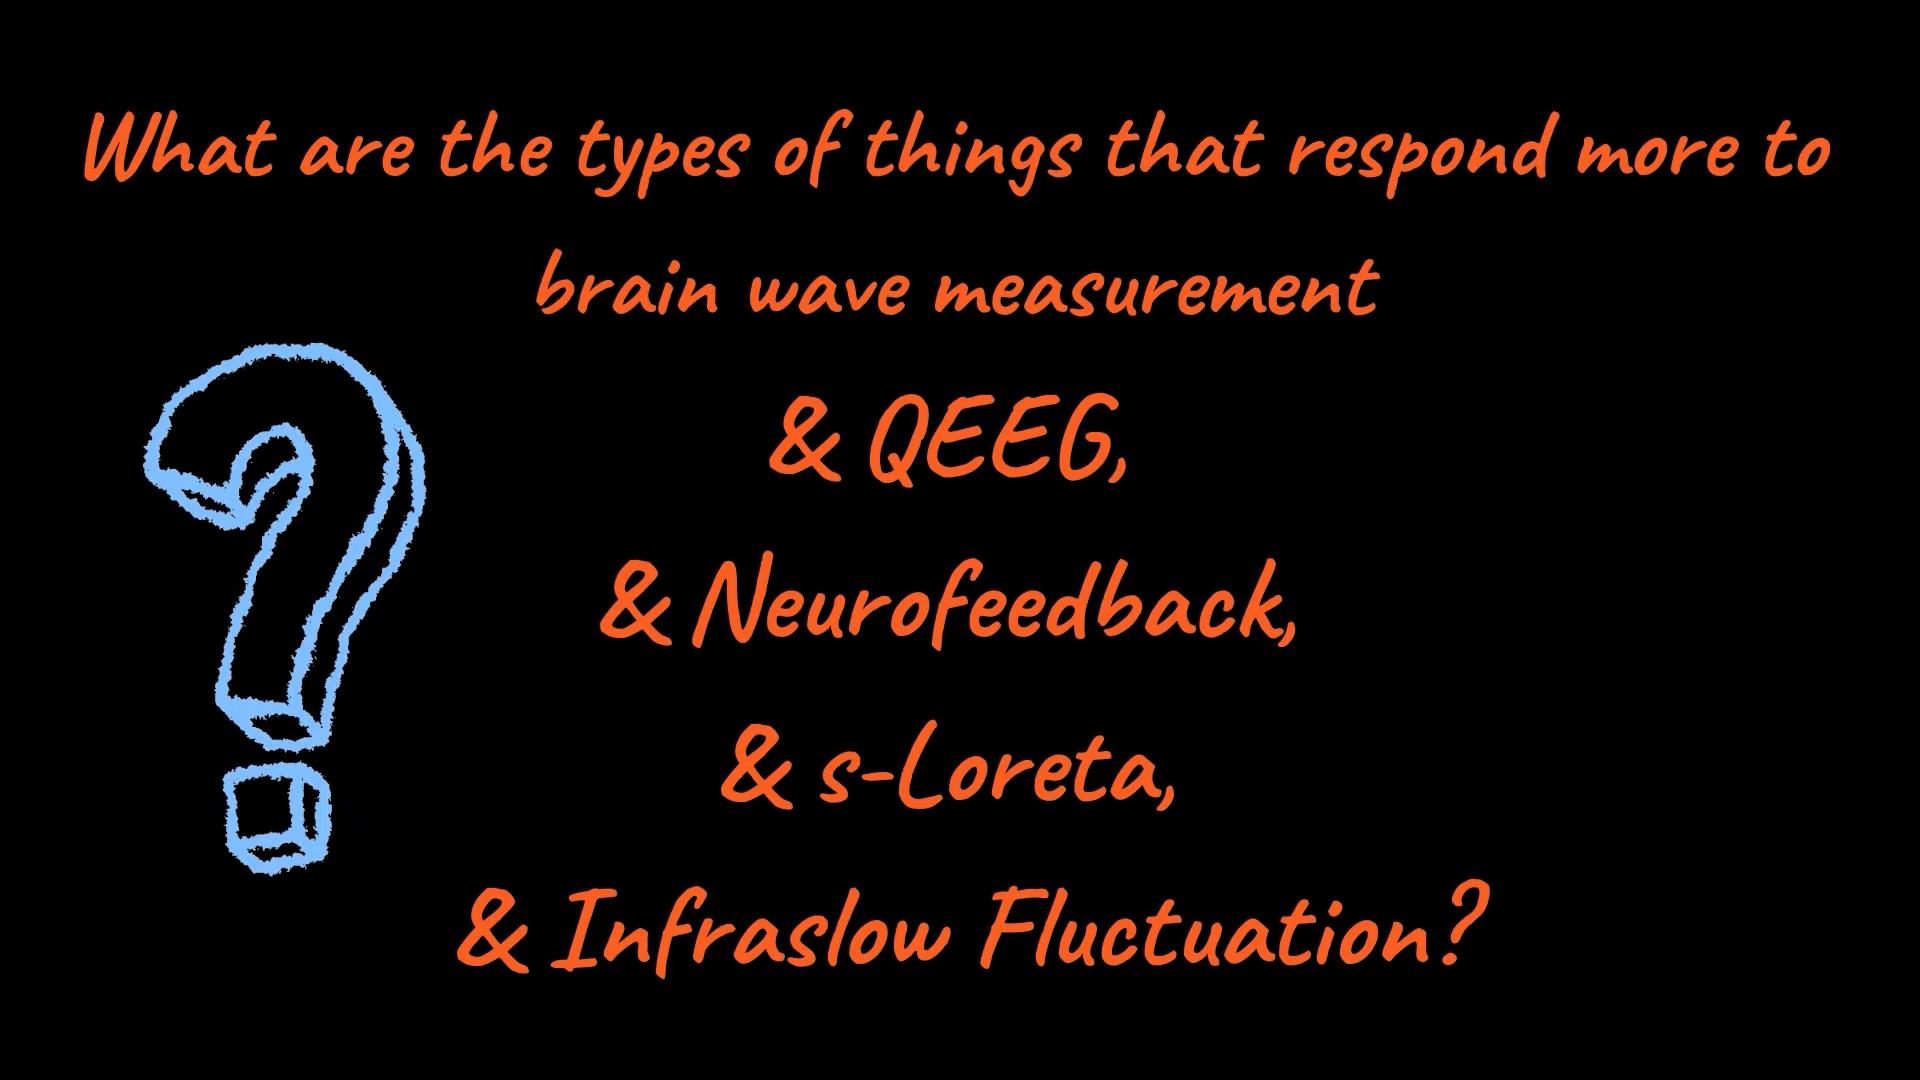 What are the types of things that respond more to
brain wave measurement
& QEEG,
& Neurofeedback,
& s-Loreta,
& Infraslow Fluctuation?